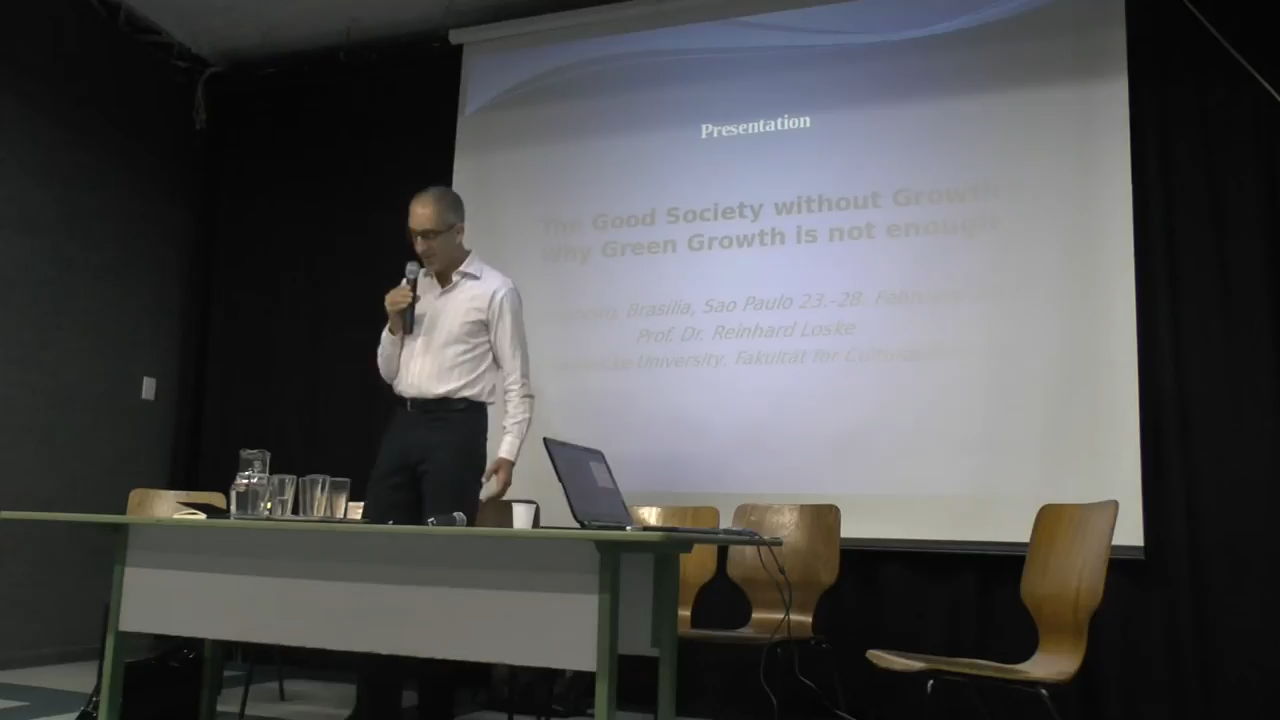 Presentation
The Good Society without Growth
Why Green Growth is not enough
Brasilia, Sao Paulo 23.-28. Februar
Prof. Dr. Reinhard Loske
University. Fakultät for